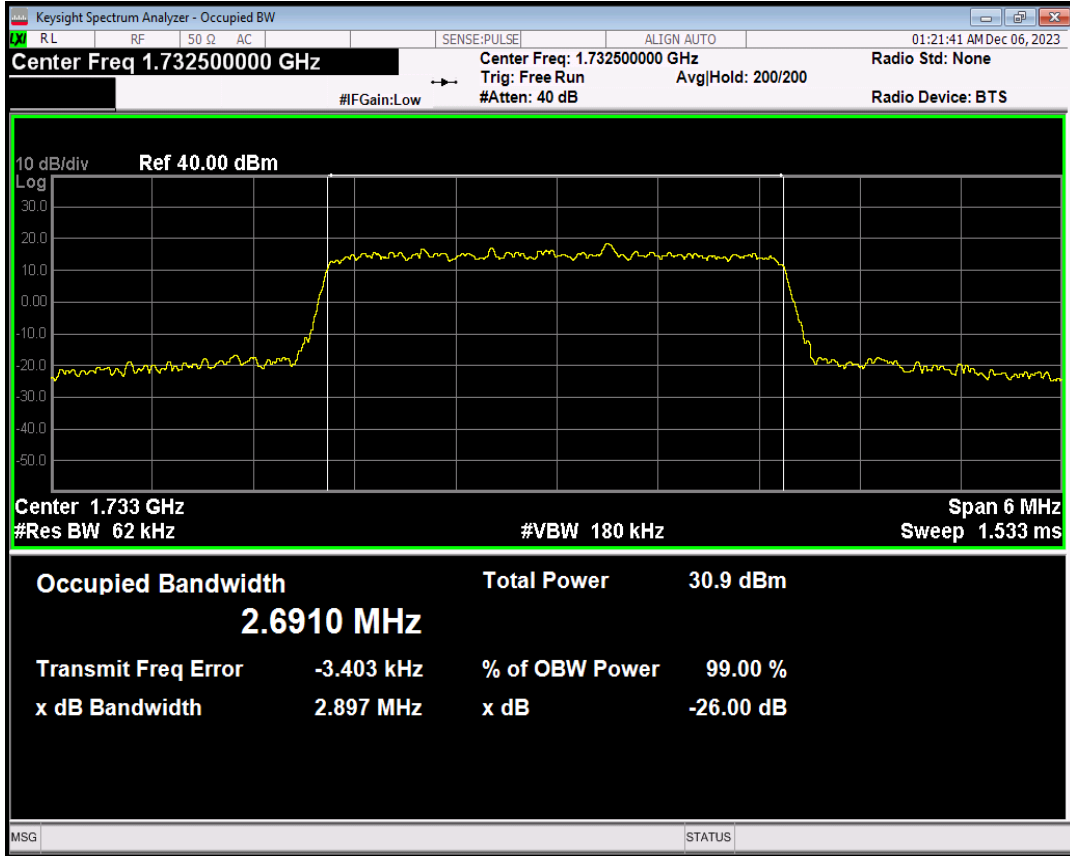 Keysight Spectrum Analyzer - Occupied BW
LXI RL RF 50 Ω AC SENSE:PULSE ALIGN AUTO 01:21:41 AM Dec 06, 2023
Center Freq 1.732500000 GHz Center Freq: 1.732500000 GHz Radio Std: None
Trig: Free Run Avg|Hold: 200/200
#IFGain:Low #Atten: 40 dB Radio Device: BTS
10 dB/div Ref 40.00 dBm
Log
30.0
20.0
10.0
0.00
-10.0
-20.0
-30.0
-40.0
-50.0
Center 1.733 GHz Span 6 MHz
#Res BW 62 kHz #VBW 180 kHz Sweep 1.533 ms
Occupied Bandwidth Total Power 30.9 dBm
2.6910 MHz
Transmit Freq Error -3.403 kHz % of OBW Power 99.00 %
x dB Bandwidth 2.897 MHz x dB -26.00 dB
MSG STATUS